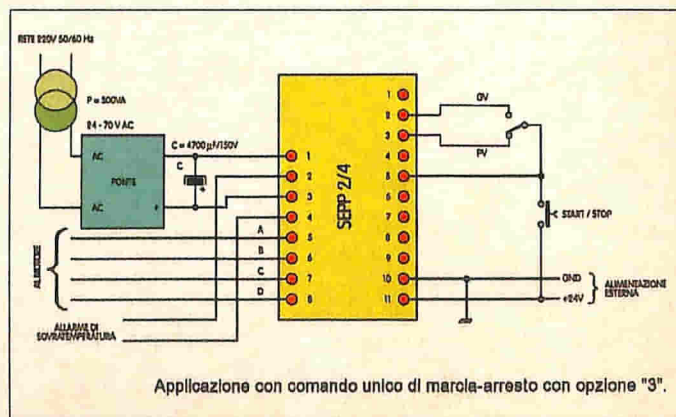 RETE 220V 50/60 Hz
P = 300VA
24 - 70 V AC
AC
PONTE
AC
+
C = 4700 µF/150V
C
+
AL MOTORE
A
B
C
D
ALLARME DI
SOVRATEMPERATURA
1
2
3
4
5
6
7
8
SEPP 2/4
1
2
3
4
5
6
7
8
9
10
11
GV
PV
START / STOP
GND
+24V
ALIMENTAZIONE
ESTERNA
Applicazione con comando unico di marcia-arresto con opzione "3".